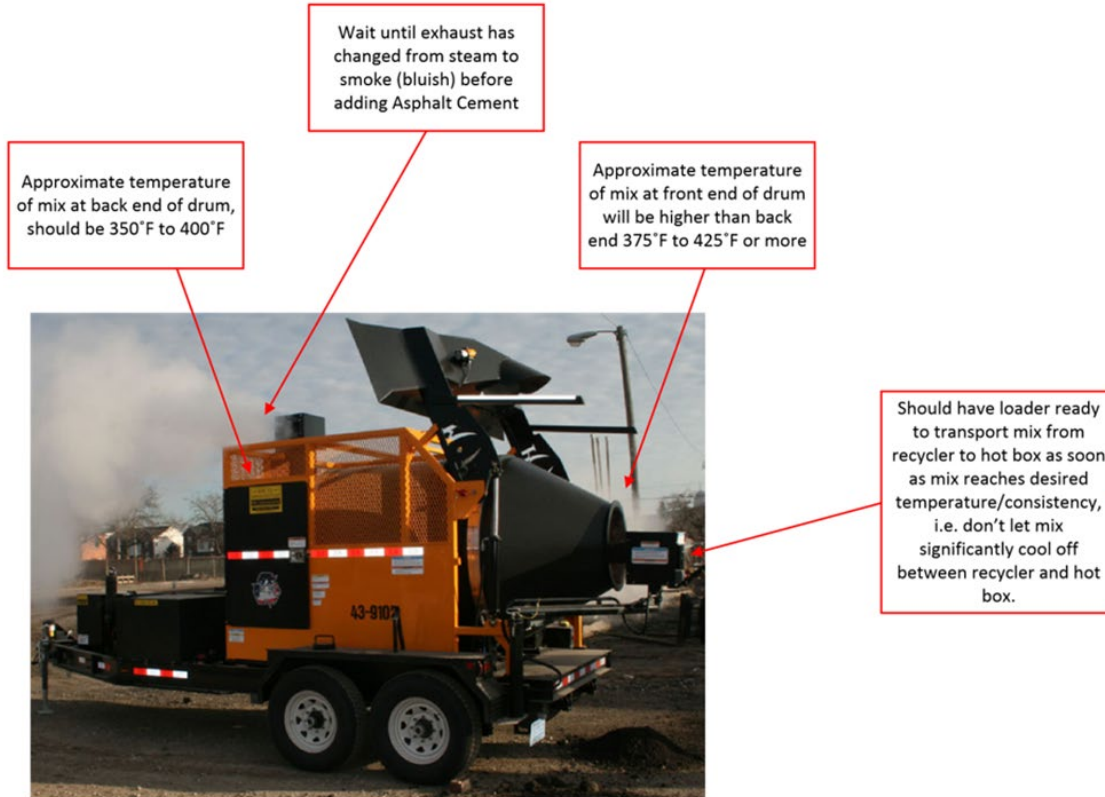 Wait until exhaust has
changed from steam to
smoke (bluish) before
adding Asphalt Cement
Approximate temperature
of mix at back end of drum,
should be 350˚F to 400˚F
Approximate temperature
of mix at front end of drum
will be higher than back
end 375˚F to 425˚F or more
Should have loader ready
to transport mix from
recycler to hot box as soon
as mix reaches desired
temperature/consistency,
i.e. don’t let mix
significantly cool off
between recycler and hot
box.
43-9102